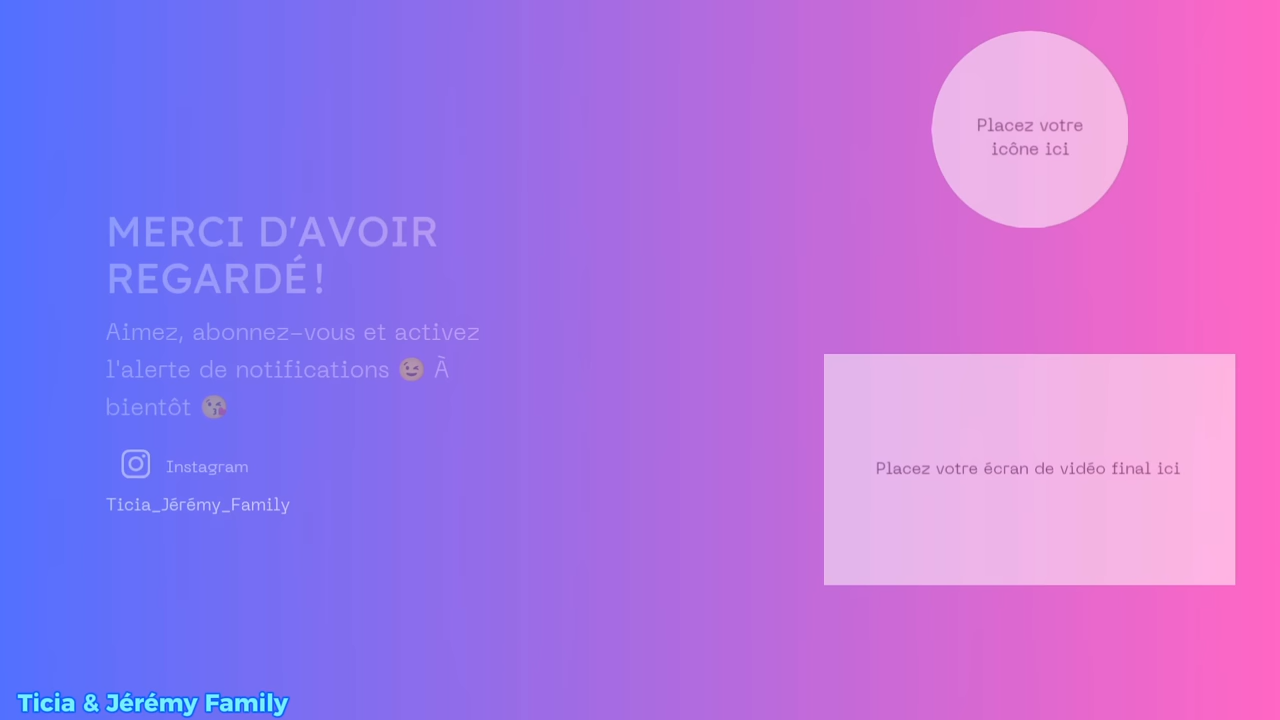 Placez votre
icône ici
MERCI D'AVOIR
REGARDÉ!
Aimez, abonnez-vous et activez
l'alerte de notifications 😉 À
bientôt 😘
Instagram
Ticia_Jérémy_Family
Placez votre écran de vidéo final ici
Ticia & Jérémy Family